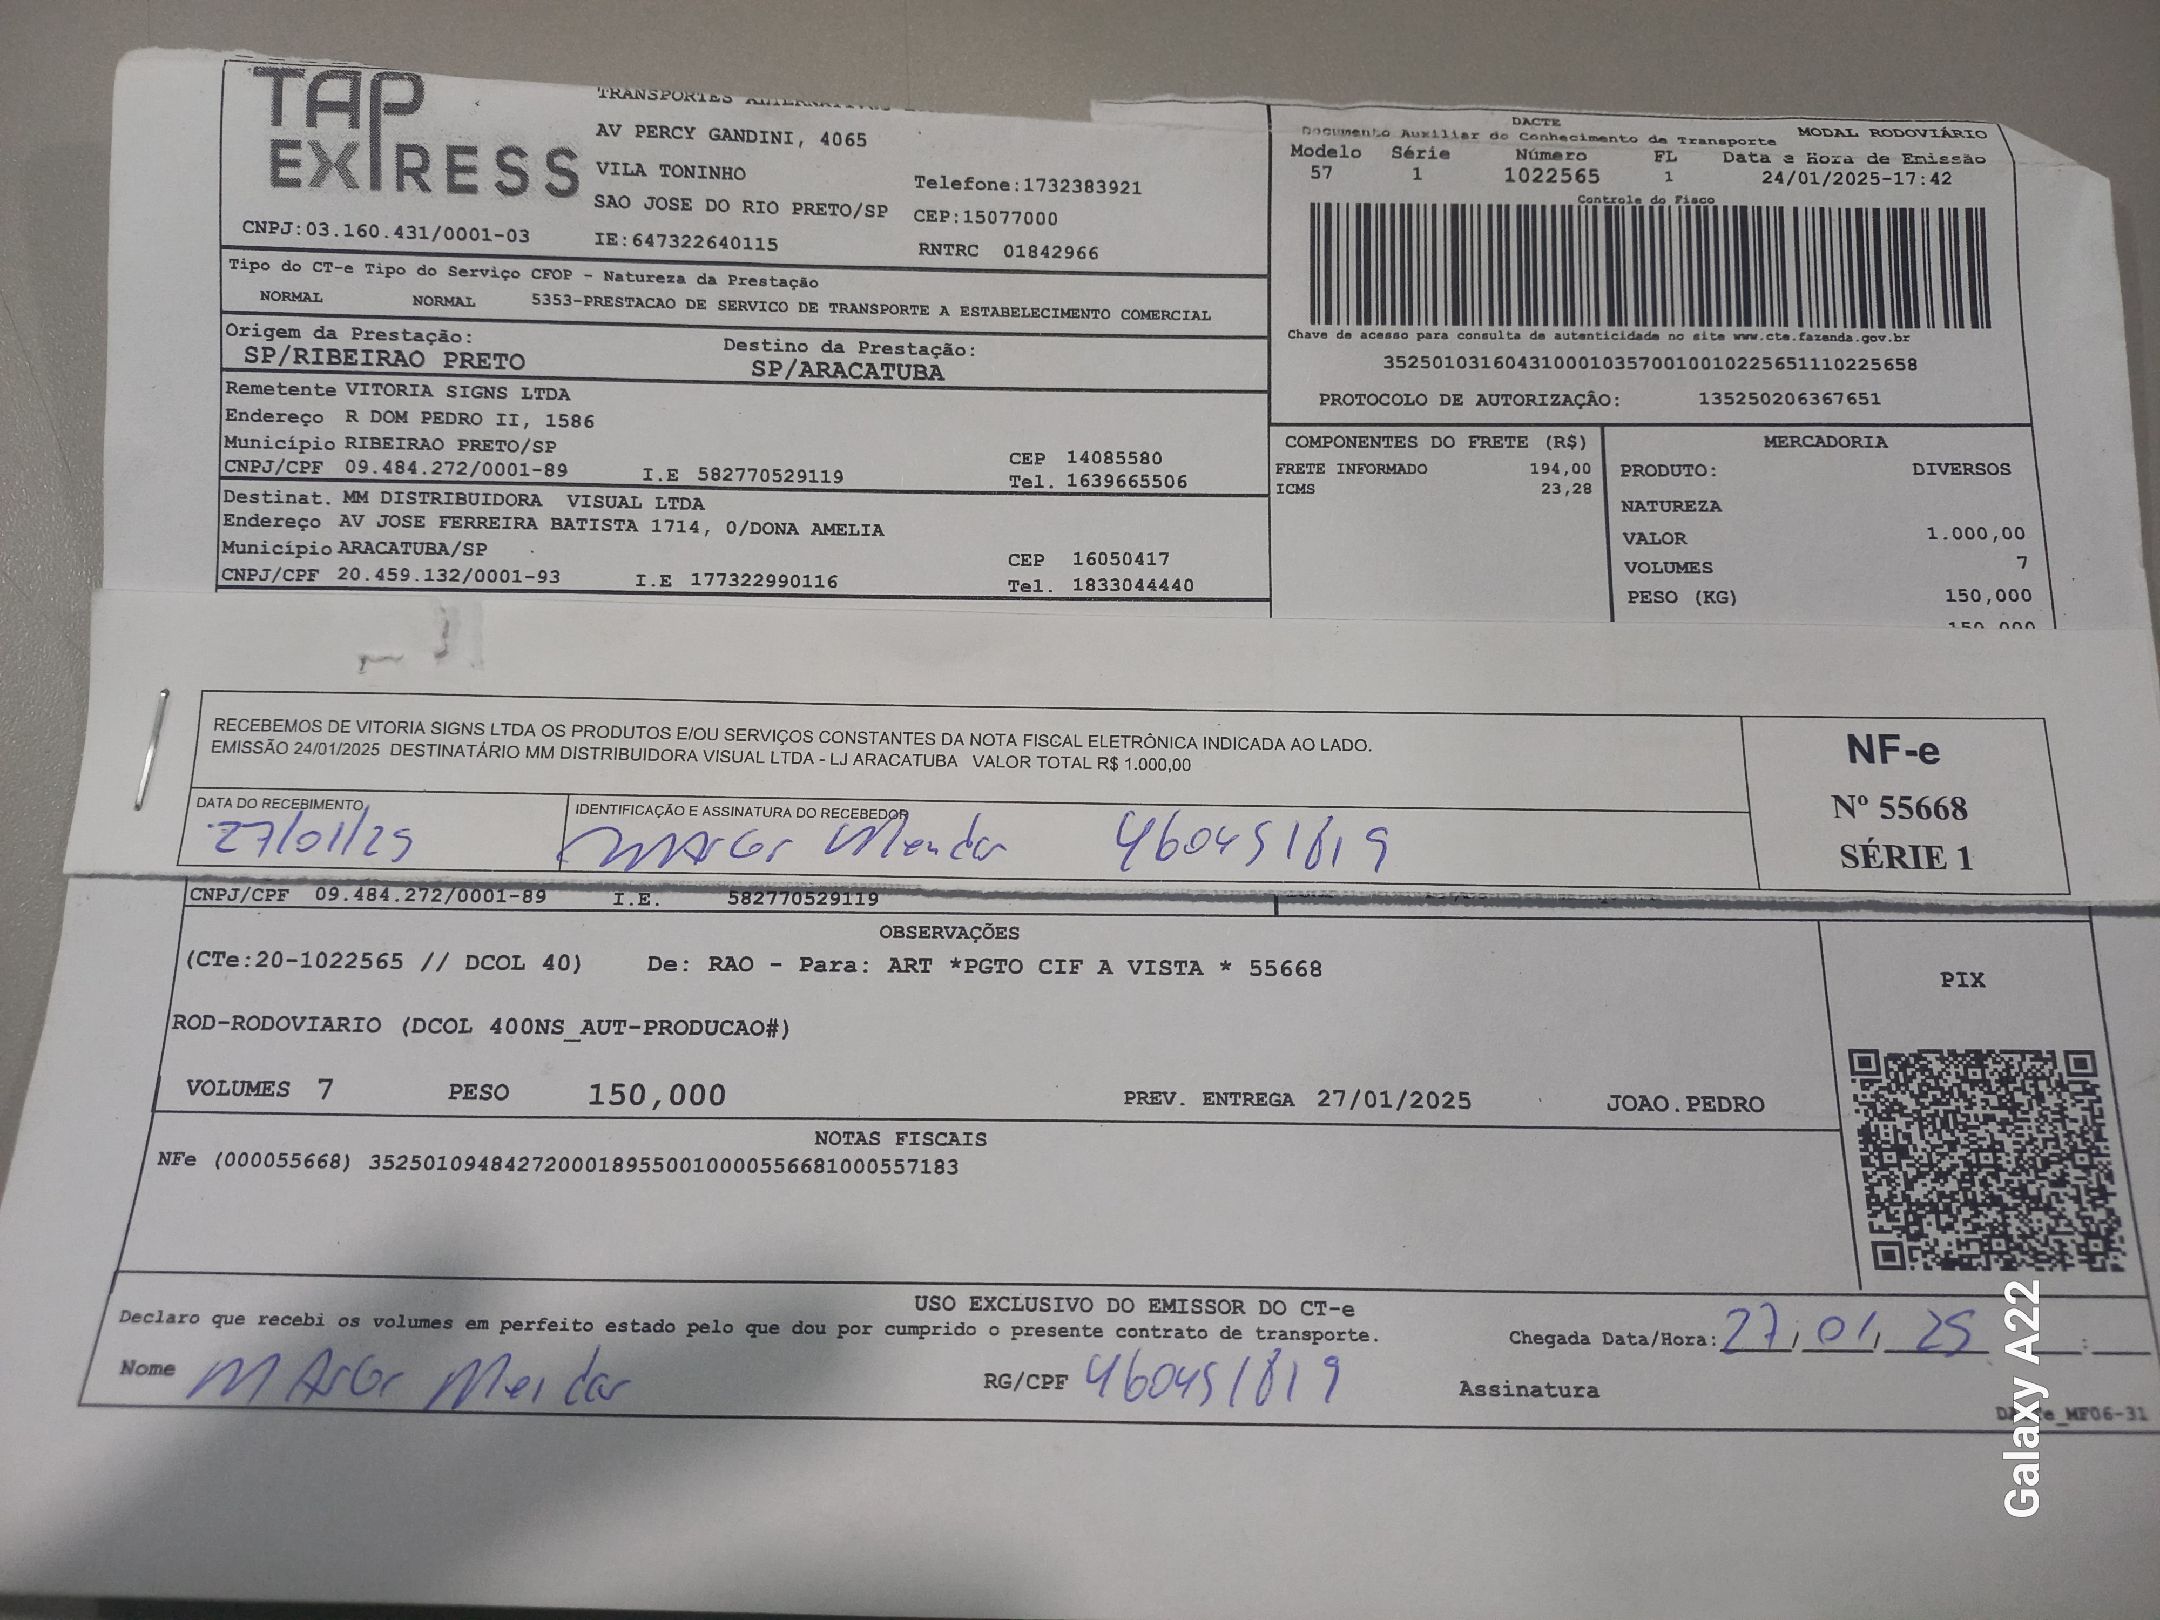 TAP
EXPRESS
CNPJ:03.160.431/0001-03
TRANSPORTES
AV PERCY GANDINI, 4065
VILA TONINHO
SAO JOSE DO RIO PRETO/SP
IE:647322640115
Telefone:1732383921
CEP:15077000
RNTRC 01842966
DACTE
Documento Auxiliar do Conhecimento de Transporte MODAL RODOVIÁRIO
Modelo Série Número FL Data e Hora de Emissão
57 1 1022565 1 24/01/2025-17:42
Controle do Fisco
Chave de acesso para consulta de autenticidade no site www.cte.fazenda.gov.br
35250103160431000103570010010225651110225658
PROTOCOLO DE AUTORIZAÇÃO: 135250206367651
Tipo do CT-e Tipo do Serviço CFOP - Natureza da Prestação
NORMAL NORMAL 5353-PRESTACAO DE SERVICO DE TRANSPORTE A ESTABELECIMENTO COMERCIAL
Origem da Prestação: Destino da Prestação:
SP/RIBEIRAO PRETO SP/ARACATUBA
Remetente VITORIA SIGNS LTDA
Endereço R DOM PEDRO II, 1586
Município RIBEIRAO PRETO/SP CEP 14085580
CNPJ/CPF 09.484.272/0001-89 I.E 582770529119 Tel. 1639665506
Destinat. MM DISTRIBUIDORA VISUAL LTDA
Endereço AV JOSE FERREIRA BATISTA 1714, 0/DONA AMELIA
Município ARACATUBA/SP CEP 16050417
CNPJ/CPF 20.459.132/0001-93 I.E 177322990116 Tel. 1833044440
COMPONENTES DO FRETE (R$)
FRETE INFORMADO 194,00
ICMS 23,28
MERCADORIA
PRODUTO: DIVERSOS
NATUREZA
VALOR 1.000,00
VOLUMES 7
PESO (KG) 150,000
150,000
RECEBEMOS DE VITORIA SIGNS LTDA OS PRODUTOS E/OU SERVIÇOS CONSTANTES DA NOTA FISCAL ELETRÔNICA INDICADA AO LADO.
EMISSÃO 24/01/2025 DESTINATÁRIO MM DISTRIBUIDORA VISUAL LTDA - LJ ARACATUBA VALOR TOTAL R$ 1.000,00
DATA DO RECEBIMENTO IDENTIFICAÇÃO E ASSINATURA DO RECEBEDOR
27/01/25 460451819
NF-e
Nº 55668
SÉRIE 1
CNPJ/CPF 09.484.272/0001-89 I.E. 582770529119
OBSERVAÇÕES
(CTe:20-1022565 // DCOL 40) De: RAO - Para: ART *PGTO CIF A VISTA * 55668
ROD-RODOVIARIO (DCOL 400NS_AUT-PRODUCAO#)
VOLUMES 7 PESO 150,000 PREV. ENTREGA 27/01/2025 JOAO.PEDRO
PIX
NOTAS FISCAIS
NFe (000055668) 35250109484272000189550010000556681000557183
USO EXCLUSIVO DO EMISSOR DO CT-e
Declaro que recebi os volumes em perfeito estado pelo que dou por cumprido o presente contrato de transporte.
Chegada Data/Hora: 27/01/25 :
Nome RG/CPF 460451819 Assinatura
MF06-31
Galaxy A22